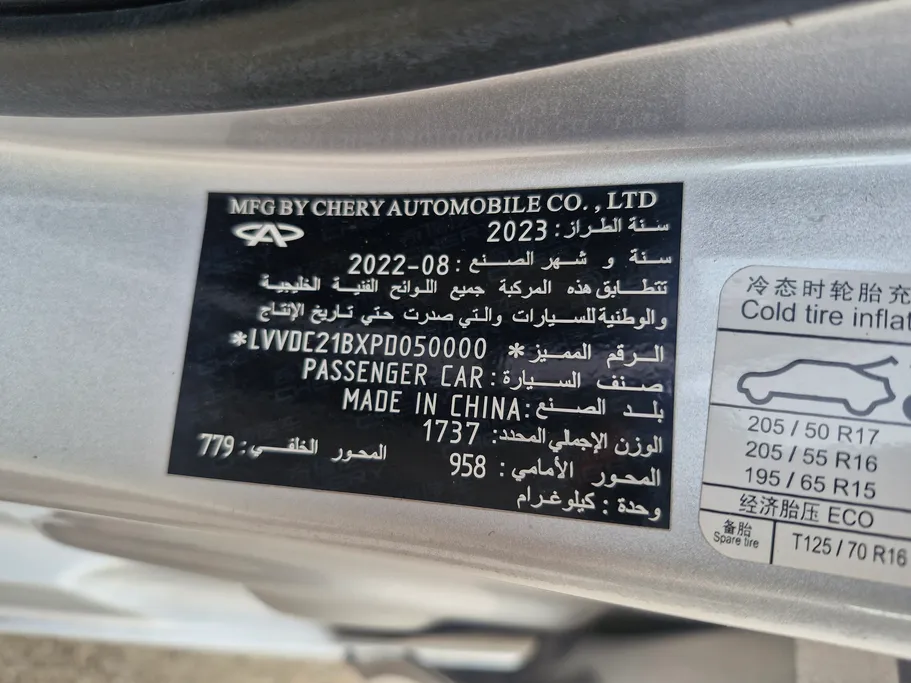 MFG BY CHERY AUTOMOBILE CO., LTD
سنة الطراز: 2023
سنة و شهر الصنع: 2022-08
تتطابق هذه المركبة جميع اللوائح الفنية الخليجية
والوطنية للسيارات والتي صدرت حتي تاريخ الإنتاج
الرقم المميز: *LVVDC21BXPD050000*
صنف السيارة: PASSENGER CAR
بلد الصنع: MADE IN CHINA
الوزن الإجمالي المحدد: 1737
المحور الأمامي: 958 المحور الخلفي: 779
وحدة: كيلوغرام
冷态时轮胎充
Cold tire inflat
205 / 50 R17
205 / 55 R16
195 / 65 R15
经济胎压 ECO
备胎
Spare tire
T125 / 70 R16